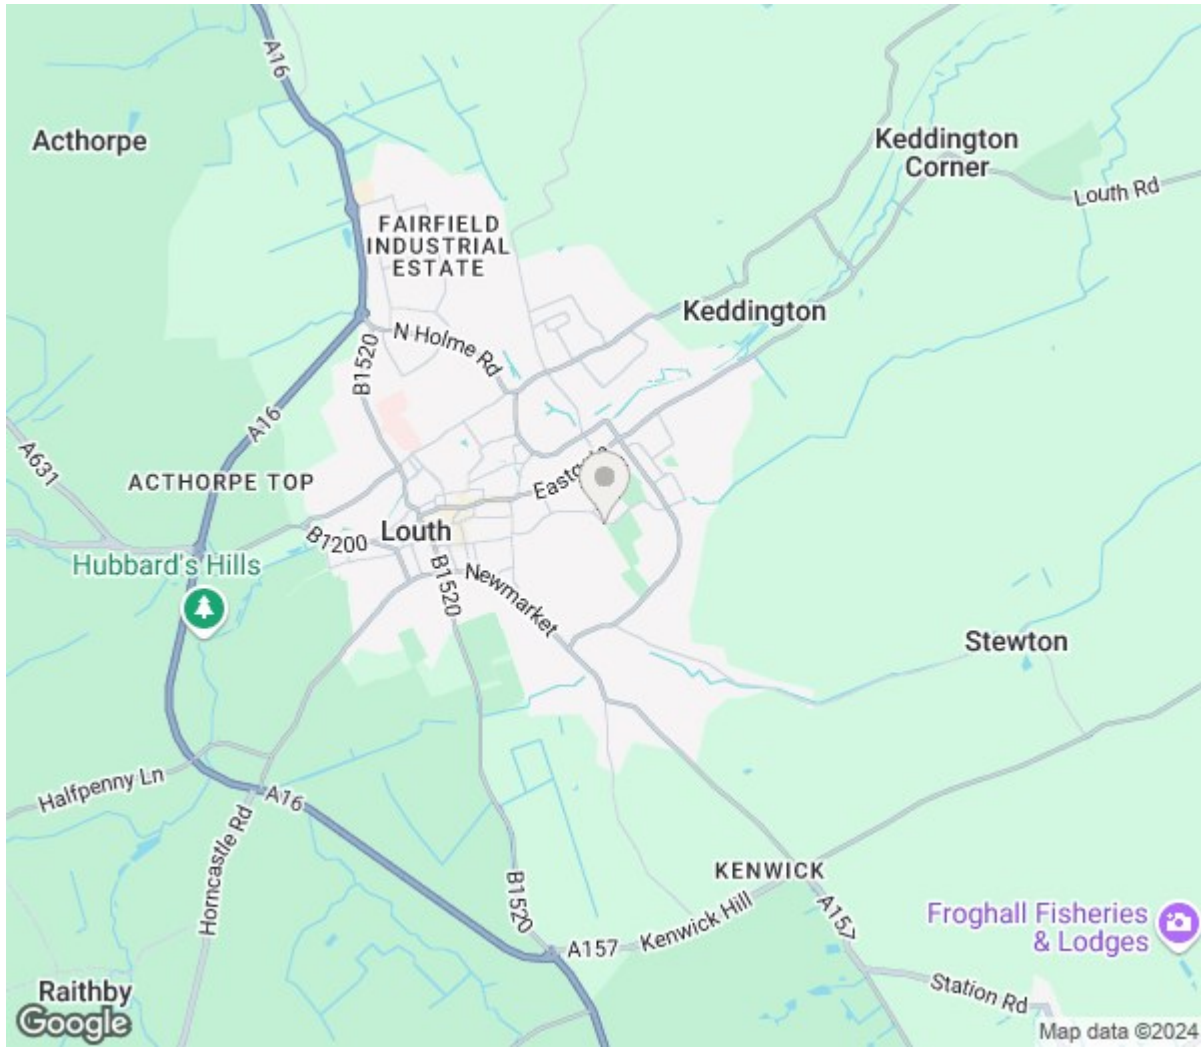 A16
Acthorpe
Keddington
Corner
Louth Rd
FAIRFIELD
INDUSTRIAL
ESTATE
Keddington
N Holme Rd
B1520
A16
A631
ACTHORPE TOP
Louth
B1200
Hubbard's Hills
B1520
Newmarket
Stewton
Halfpenny Ln
A16
Horncastle Rd
KENWICK
B1520
A157
Kenwick Hill
A157
Froghall Fisheries
& Lodges
Station Rd
Raithby
Google
Map data ©2024